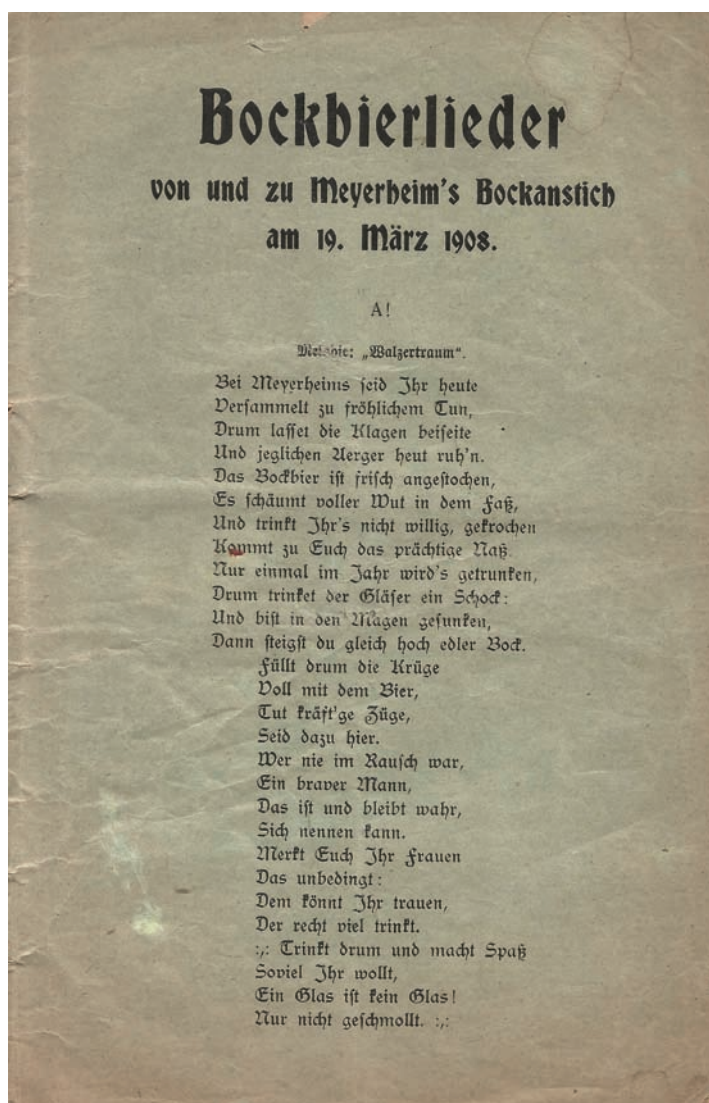 Bockbierlieder
von und zu Meyerheim's Bockanstich
am 19. März 1908.
A!
Melodie: „Walzertraum".
Bei Meyerheims seid Ihr heute
Versammelt zu fröhlichem Tun,
Drum lasset die Klagen beiseite
Und jeglichen Aerger heut ruh'n.
Das Bockbier ist frisch angestochen,
Es schäumt voller Wut in dem Faß,
Und trinkt Ihr's nicht willig, gekrochen
Kommt zu Euch das prächtige Naß.
Nur einmal im Jahr wird's getrunken,
Drum trinket der Gläser ein Schock:
Und bist in den Magen gesunken,
Dann steigst du gleich hoch edler Bock.
Füllt drum die Krüge
Voll mit dem Bier,
Tut kräft'ge Züge,
Seid dazu hier.
Wer nie im Rausch war,
Ein braver Mann,
Das ist und bleibt wahr,
Sich nennen kann.
Merkt Euch Ihr Frauen
Das unbedingt:
Dem könnt Ihr trauen,
Der recht viel trinkt.
:,: Trinkt drum und macht Spaß
Soviel Ihr wollt,
Ein Glas ist kein Glas!
Nur nicht geschmollt. :,: